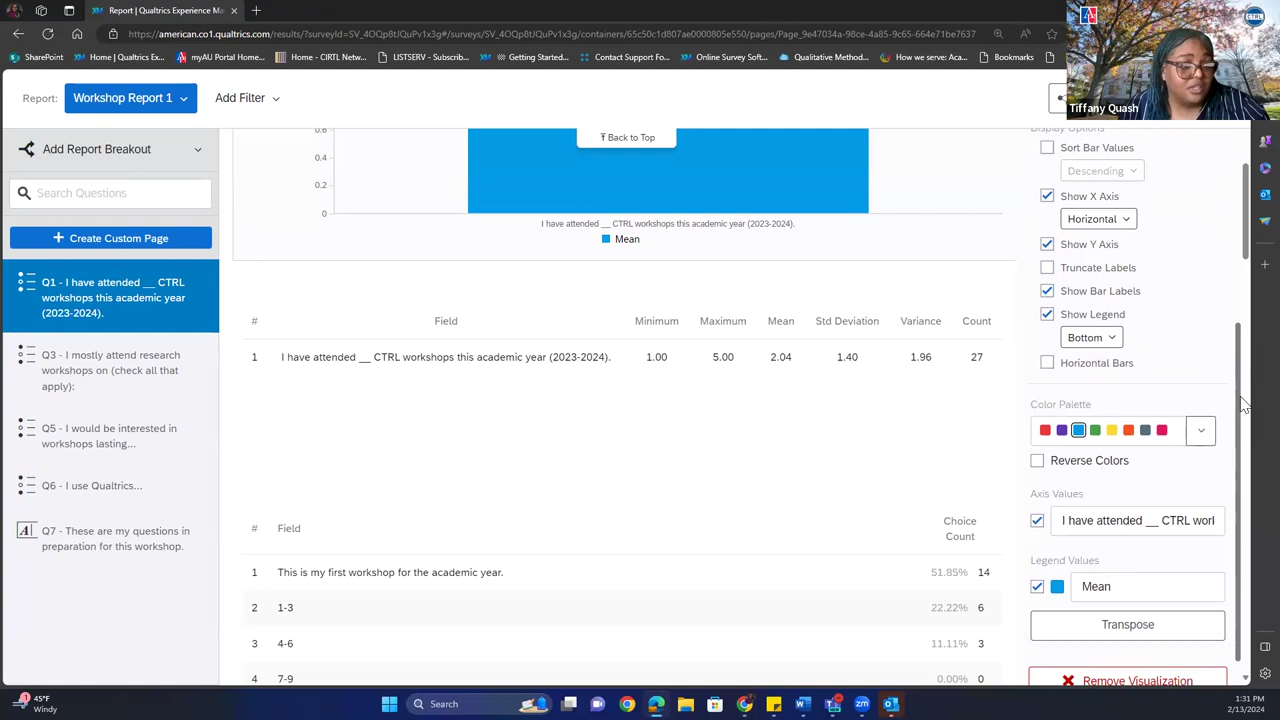 Report | Qualtrics Experience Ma
https://american.co1.qualtrics.com/results/?surveyId=SV_4OQp8tJQuPv1x3g#/surveys/SV_4OQp8tJQuPv1x3g/containers/65c50c1d807ae0000805e550/pages/Page_9e47034a-98ce-4a85-9c65-664e71be7637
SharePoint
Home | Qualtrics Ex...
myAU Portal Home...
Home - CIRTL Netw...
LISTSERV - Subscrib...
Getting Started...
Contact Support Fo...
Online Survey Soft...
Qualitative Method...
How we serve: Aca...
Bookmarks
CTRL
Tiffany Quash
Report:
Workshop Report 1
Add Filter
Add Report Breakout
Search Questions
+ Create Custom Page
Q1 - I have attended __ CTRL
workshops this academic year
(2023-2024).
Q3 - I mostly attend research
workshops on (check all that
apply):
Q5 - I would be interested in
workshops lasting...
Q6 - I use Qualtrics...
Q7 - These are my questions in
preparation for this workshop.
0.6
0.4
0.2
0
Back to Top
I have attended __ CTRL workshops this academic year (2023-2024).
Mean
# Field Minimum Maximum Mean Std Deviation Variance Count
1 I have attended __ CTRL workshops this academic year (2023-2024). 1.00 5.00 2.04 1.40 1.96 27
# Field Choice
Count
1 This is my first workshop for the academic year. 51.85% 14
2 1-3 22.22% 6
3 4-6 11.11% 3
4 7-9 0.00% 0
Display Options
Sort Bar Values
Descending
Show X Axis
Horizontal
Show Y Axis
Truncate Labels
Show Bar Labels
Show Legend
Bottom
Horizontal Bars
Color Palette
Reverse Colors
Axis Values
I have attended __ CTRL worl
Legend Values
Mean
Transpose
Remove Visualization
45°F
Windy
Search
1:31 PM
2/13/2024